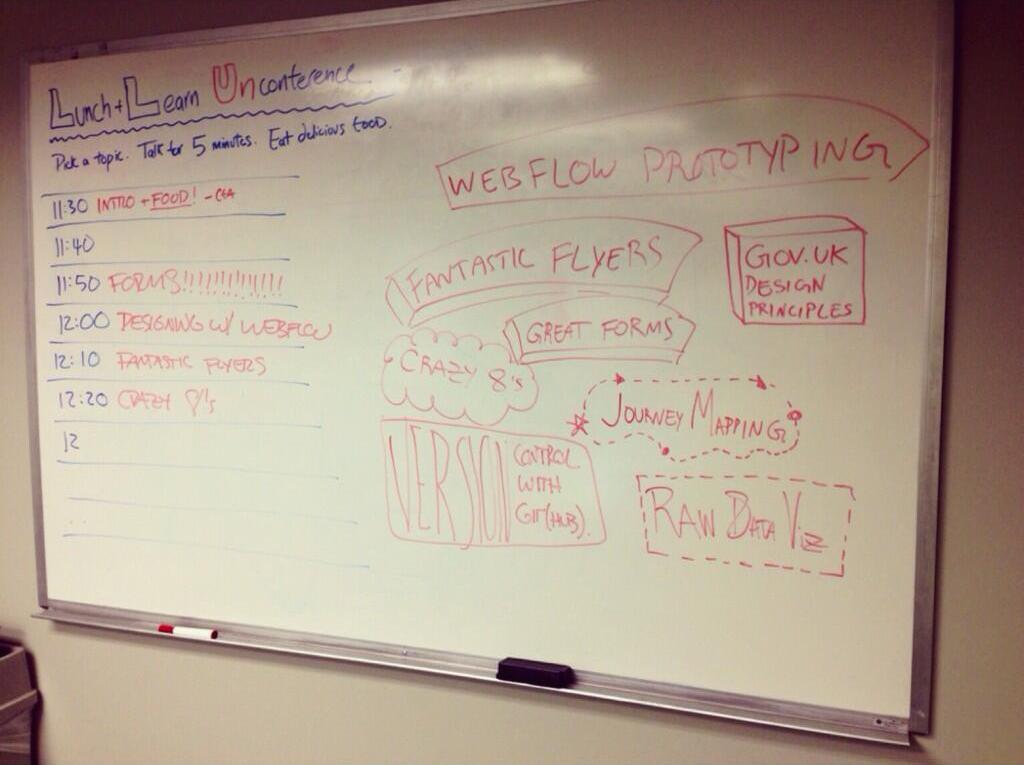 Lunch + Learn Unconference
Pick a topic. Talk for 5 minutes. Eat delicious food.
11:30 INTRO + FOOD! - CEA
11:40
11:50 FORMS!!!!!!!!!!!!!
12:00 DESIGNING W/ WEBFLOW
12:10 FANTASTIC FLYERS
12:20 CRAZY 8's
12
WEBFLOW PROTOTYPING
FANTASTIC FLYERS
GOV.UK
DESIGN
PRINCIPLES
GREAT FORMS
CRAZY 8's
JOURNEY MAPPING
VERSION CONTROL
WITH
GIT(HUB).
RAW DATA VIZ